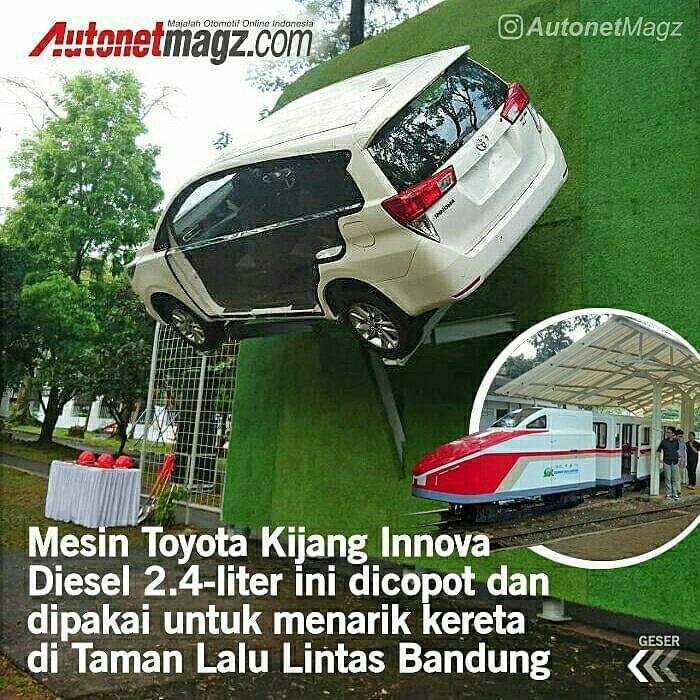 Majalah Otomotif Online Indonesia
Autonetmagz.com
AutonetMagz
INNOVA
Mesin Toyota Kijang Innova
Diesel 2.4-liter ini dicopot dan
dipakai untuk menarik kereta
di Taman Lalu Lintas Bandung
GESER